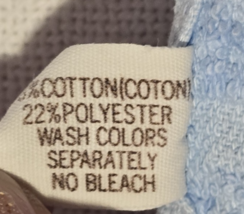 %COTTON(COTON)
22%POLYESTER
WASH COLORS
SEPARATELY
NO BLEACH